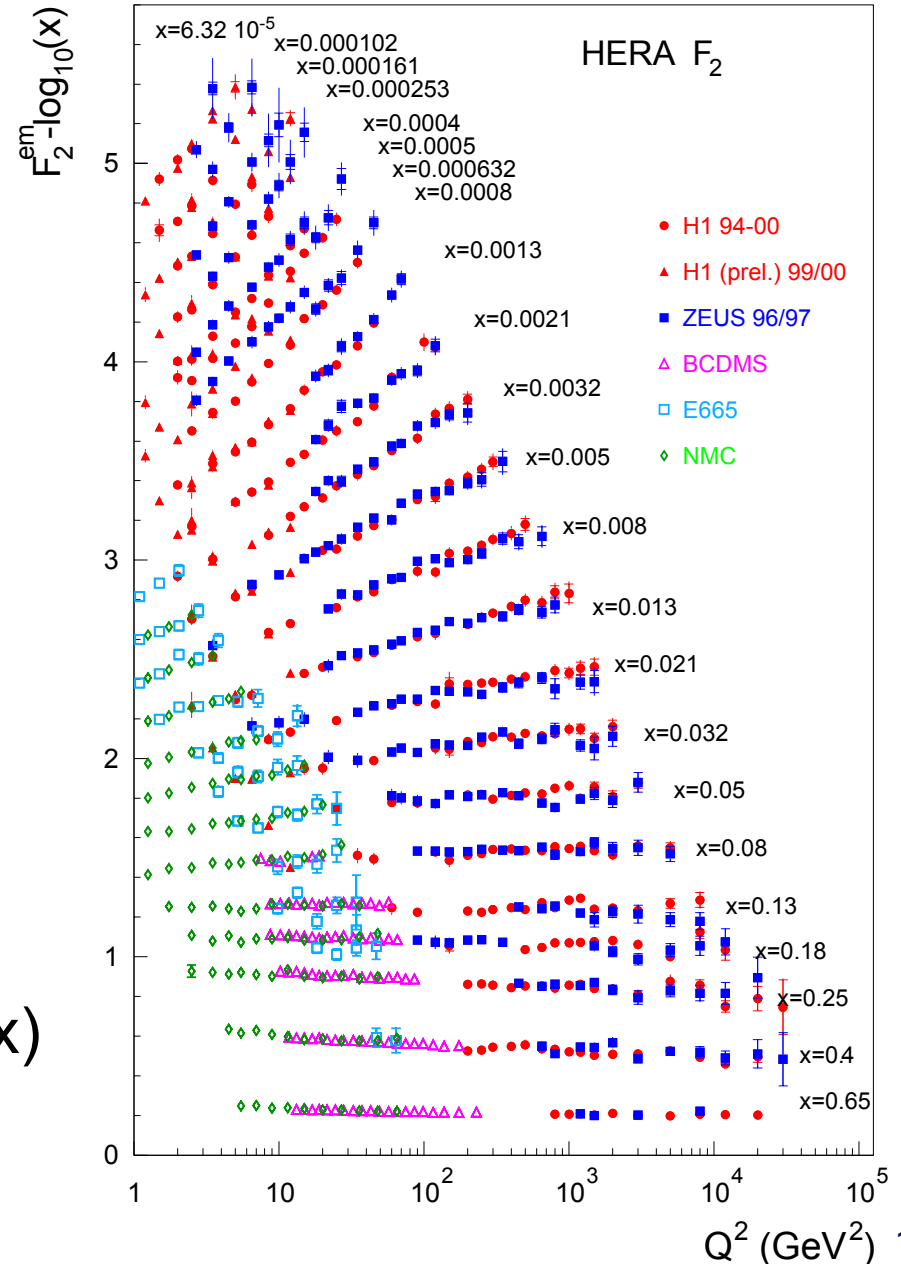 HERA F₂
F₂ᵉᵐ-log₁₀(x)
x=6.32 10⁻⁵
x=0.000102
x=0.000161
x=0.000253
x=0.0004
x=0.0005
x=0.000632
x=0.0008
x=0.0013
x=0.0021
x=0.0032
x=0.005
x=0.008
x=0.013
x=0.021
x=0.032
x=0.05
x=0.08
x=0.13
x=0.18
x=0.25
x=0.4
x=0.65
H1 94-00
H1 (prel.) 99/00
ZEUS 96/97
BCDMS
E665
NMC
5
4
3
2
1
0
x)
1 10 10² 10³ 10⁴ 10⁵
Q² (GeV²)